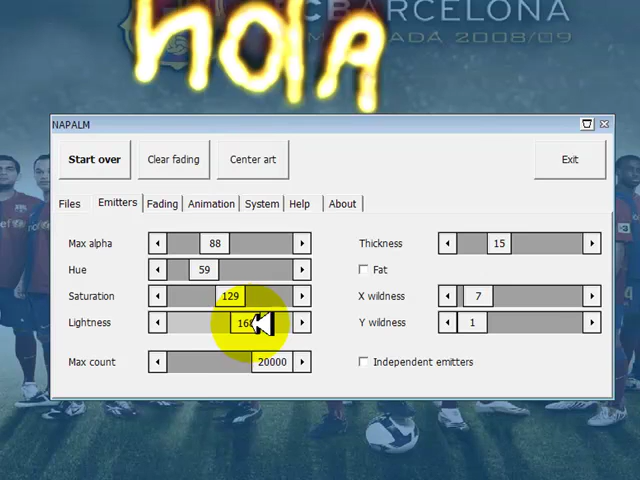 BARCELONA
ADA 2008/09
hola
NAPALM
Start over
Clear fading
Center art
Exit
Files
Emitters
Fading
Animation
System
Help
About
Max alpha
88
Thickness
15
Hue
59
Fat
Saturation
129
X wildness
7
Lightness
Y wildness
1
Max count
20000
Independent emitters